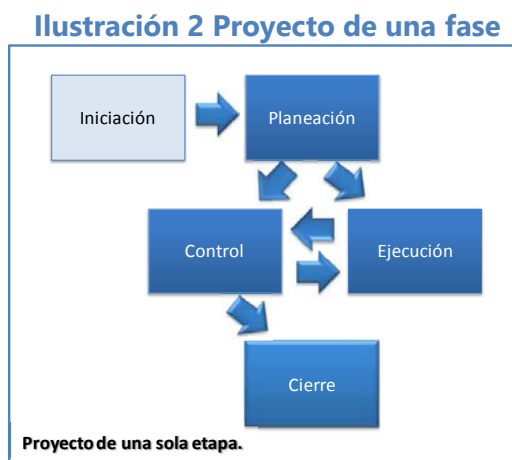 Ilustración 2 Proyecto de una fase
Iniciación
Planeación
Control
Ejecución
Cierre
Proyecto de una sola etapa.